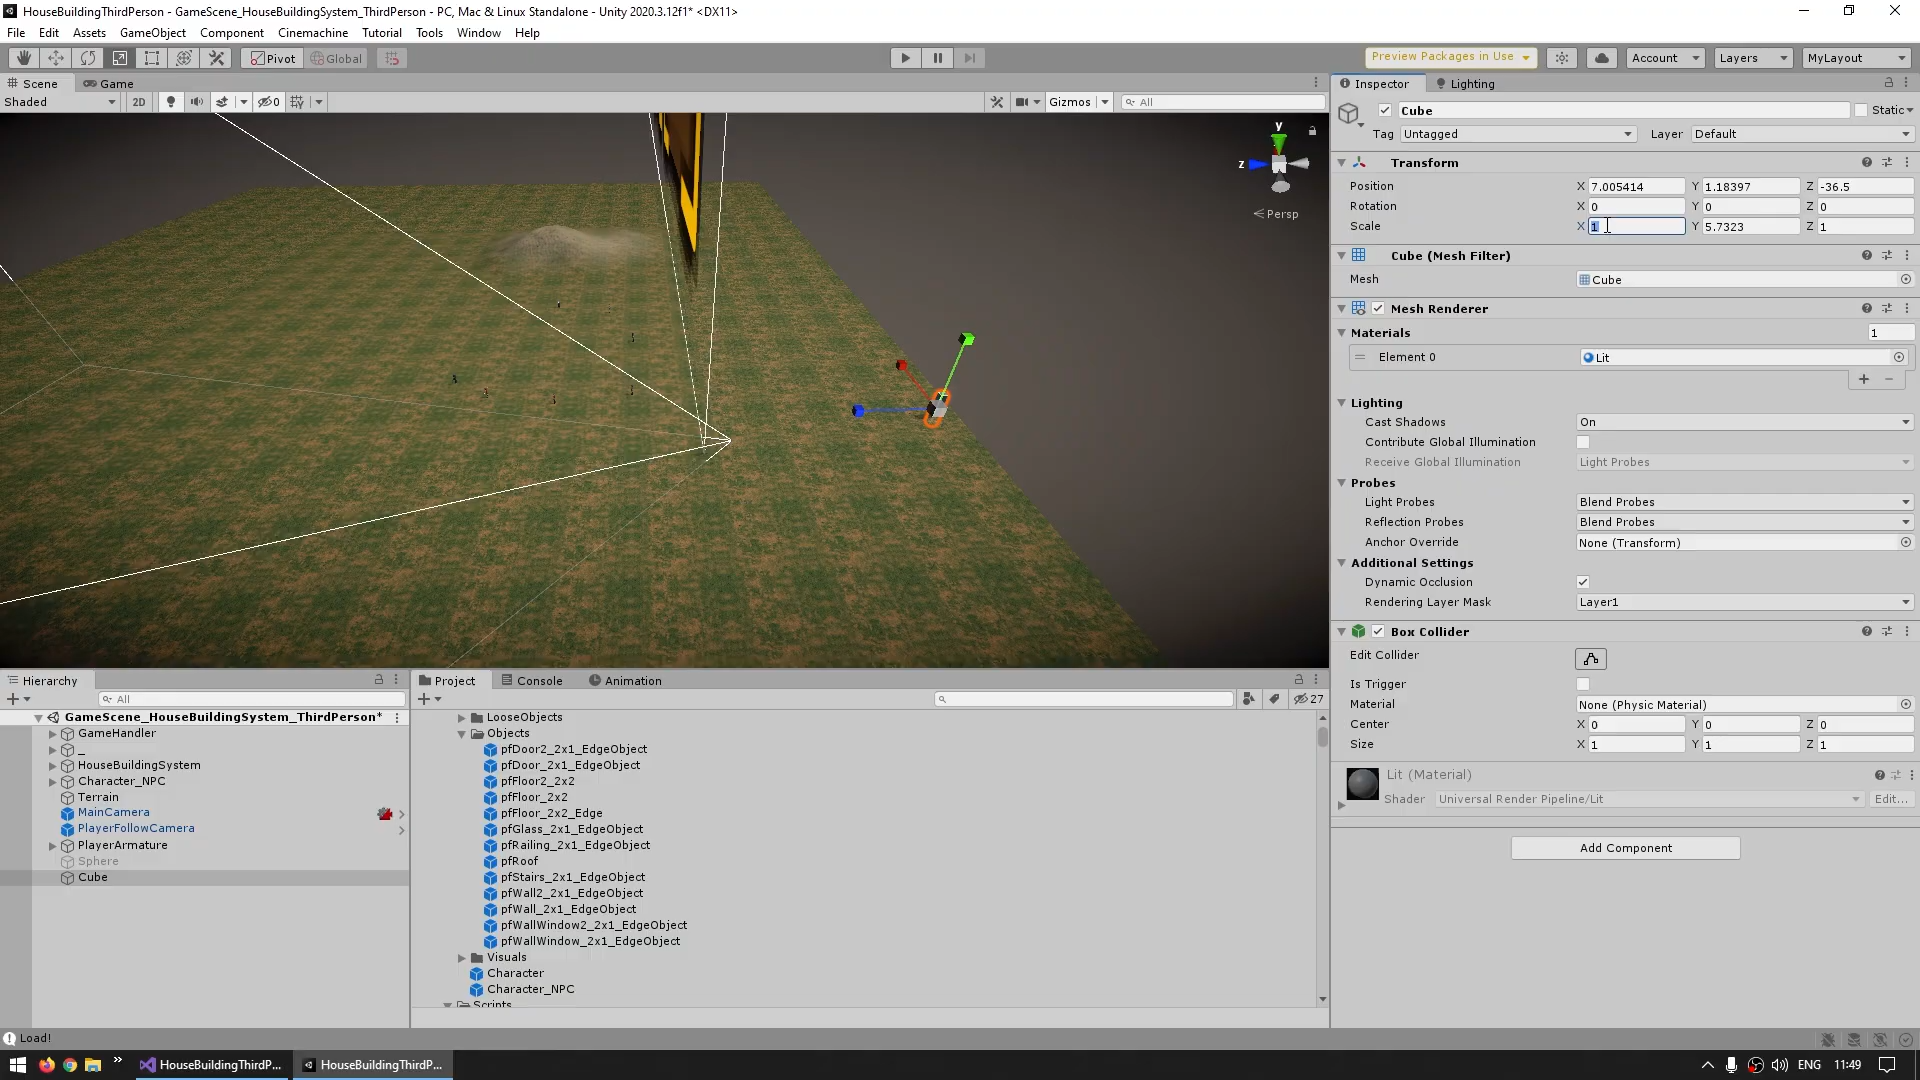 HouseBuildingThirdPerson - GameScene_HouseBuildingSystem_ThirdPerson - PC, Mac & Linux Standalone - Unity 2020.3.12f1* <DX11>
File Edit Assets GameObject Component Cinemachine Tutorial Tools Window Help
Pivot Global Preview Packages in Use Account Layers MyLayout
Scene Game Inspector Lighting
Shaded 2D 0 Gizmos All
Cube Static
Tag Untagged Layer Default
Transform
Position X 7.005414 Y 1.18397 Z -36.5
Rotation X 0 Y 0 Z 0
Scale X 1 Y 5.7323 Z 1
y
z
Persp
Cube (Mesh Filter)
Mesh Cube
Mesh Renderer
Materials 1
Element 0 Lit
Lighting
Cast Shadows On
Contribute Global Illumination
Receive Global Illumination Light Probes
Probes
Light Probes Blend Probes
Reflection Probes Blend Probes
Anchor Override None (Transform)
Additional Settings
Dynamic Occlusion
Rendering Layer Mask Layer1
Box Collider
Edit Collider
Is Trigger
Material None (Physic Material)
Center X 0 Y 0 Z 0
Size X 1 Y 1 Z 1
Lit (Material)
Shader Universal Render Pipeline/Lit Edit...
Add Component
Hierarchy
All
GameScene_HouseBuildingSystem_ThirdPerson*
GameHandler
_
HouseBuildingSystem
Character_NPC
Terrain
MainCamera
PlayerFollowCamera
PlayerArmature
Sphere
Cube
Project Console Animation
27
LooseObjects
Objects
pfDoor2_2x1_EdgeObject
pfDoor_2x1_EdgeObject
pfFloor2_2x2
pfFloor_2x2
pfFloor_2x2_Edge
pfGlass_2x1_EdgeObject
pfRailing_2x1_EdgeObject
pfRoof
pfStairs_2x1_EdgeObject
pfWall2_2x1_EdgeObject
pfWall_2x1_EdgeObject
pfWallWindow2_2x1_EdgeObject
pfWallWindow_2x1_EdgeObject
Visuals
Character
Character_NPC
Scripts
Load!
HouseBuildingThirdP... HouseBuildingThirdP... ENG 11:49